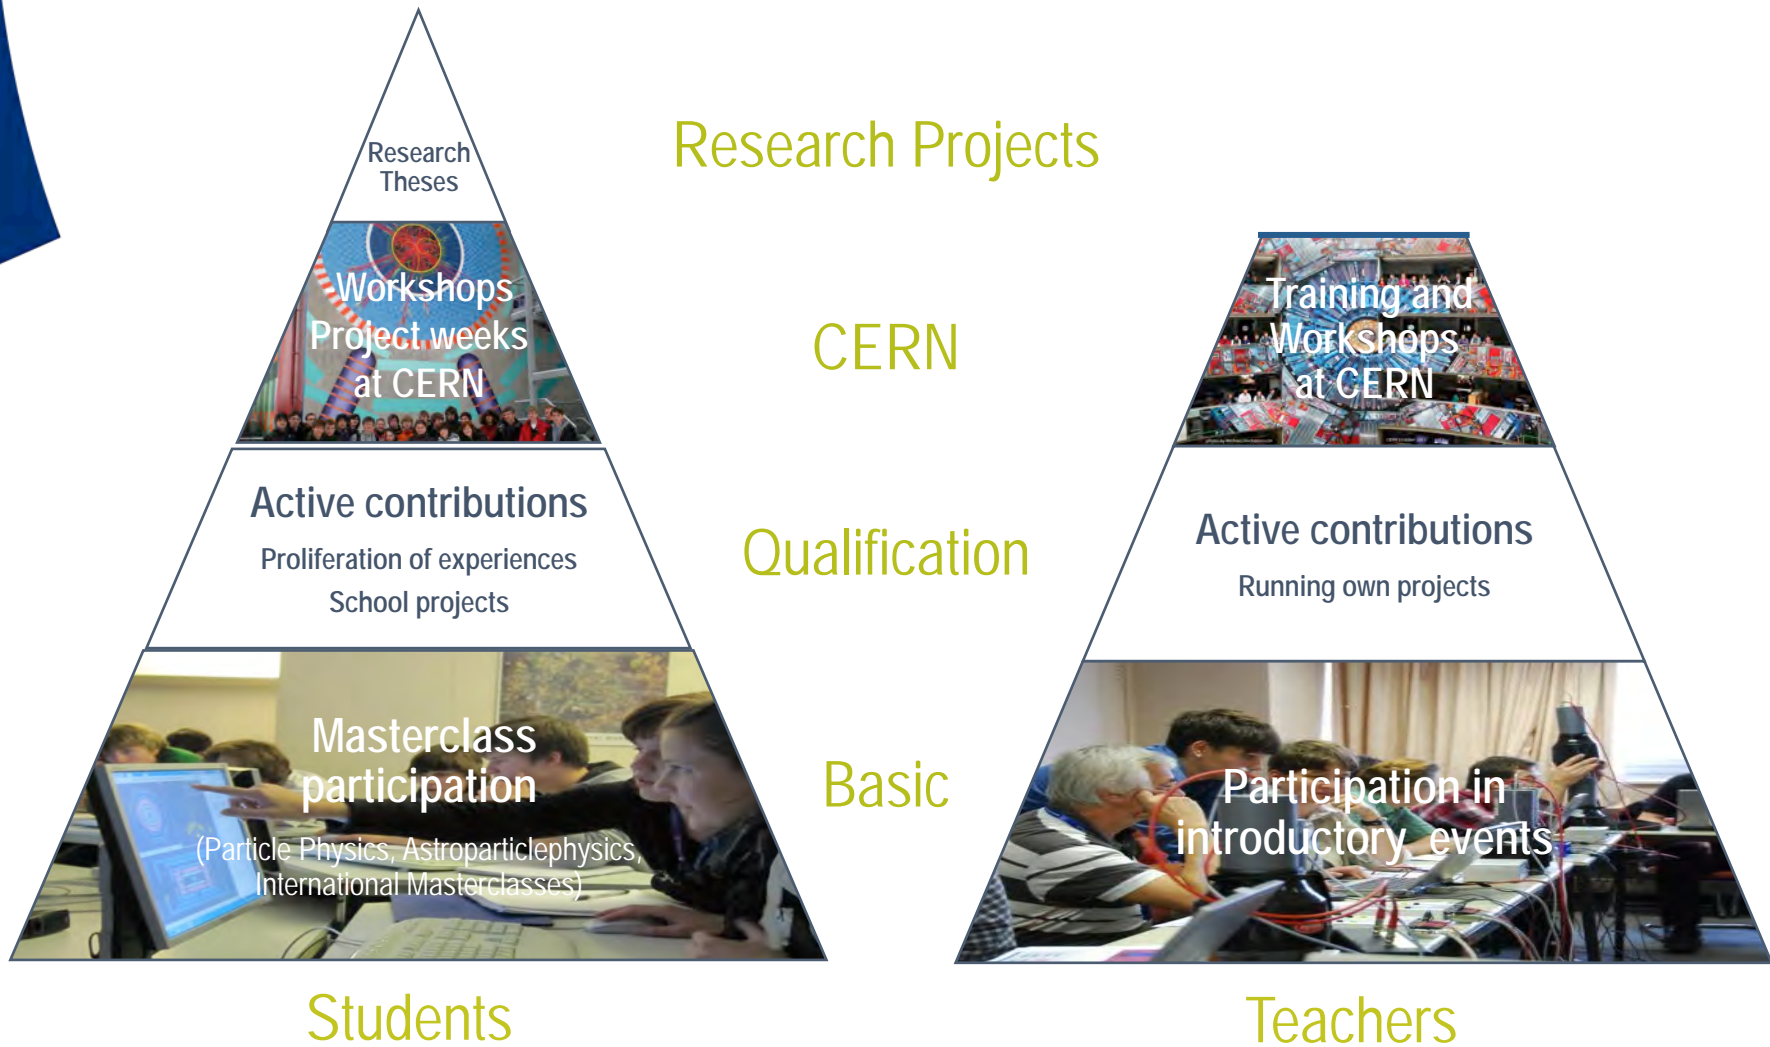 Research
Theses
Research Projects
Workshops
Project weeks
at CERN
CERN
Training and
Workshops
at CERN
Active contributions
Proliferation of experiences
School projects
Qualification
Active contributions
Running own projects
Masterclass
participation
(Particle Physics, Astroparticlephysics,
International Masterclasses)
Basic
Participation in
introductory events
Students
Teachers